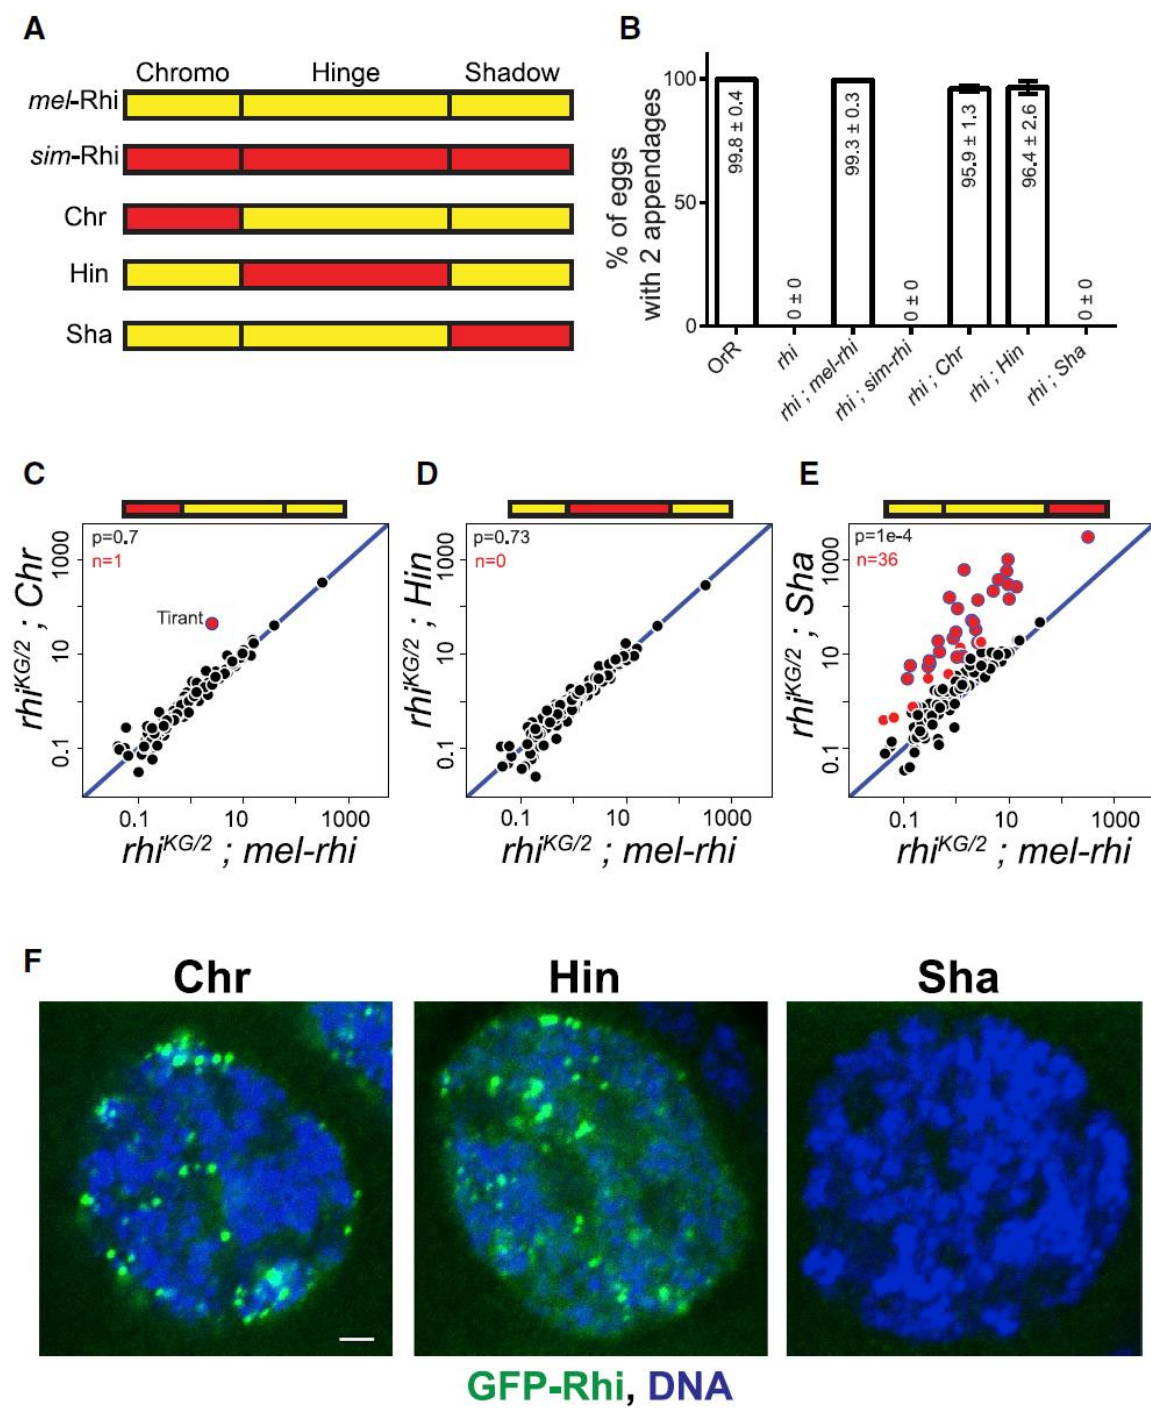 A
Chromo Hinge Shadow
mel-Rhi
sim-Rhi
Chr
Hin
Sha
B
% of eggs
with 2 appendages
100
50
0
99.8 ± 0.4
0 ± 0
99.3 ± 0.3
0 ± 0
95.9 ± 1.3
96.4 ± 2.6
0 ± 0
OrR
rhi
rhi ; mel-rhi
rhi ; sim-rhi
rhi ; Chr
rhi ; Hin
rhi ; Sha
C
p=0.7
n=1
Tirant
rhiKG/2 ; Chr
1000
10
0.1
0.1 10 1000
rhiKG/2 ; mel-rhi
D
p=0.73
n=0
rhiKG/2 ; Hin
1000
10
0.1
0.1 10 1000
rhiKG/2 ; mel-rhi
E
p=1e-4
n=36
rhiKG/2 ; Sha
1000
10
0.1
0.1 10 1000
rhiKG/2 ; mel-rhi
F
Chr Hin Sha
GFP-Rhi, DNA